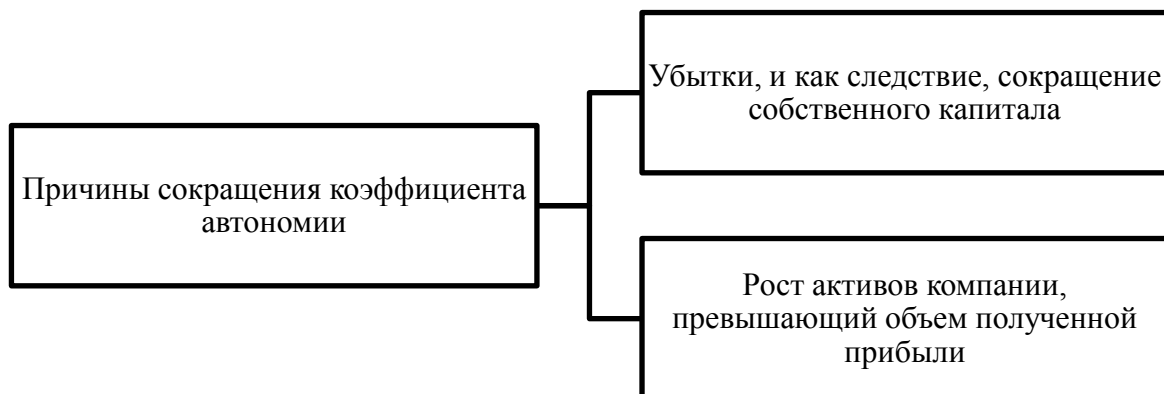 Причины сокращения коэффициента
автономии
Убытки, и как следствие, сокращение
собственного капитала
Рост активов компании,
превышающий объем полученной
прибыли